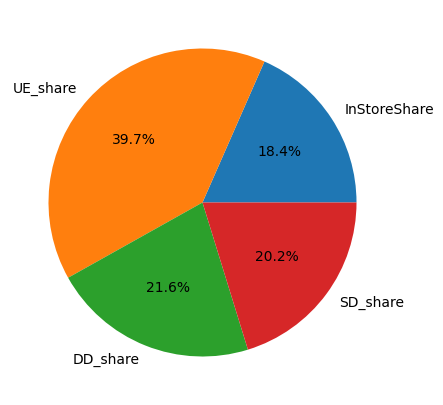 UE_share
InStoreShare
39.7%
18.4%
20.2%
21.6%
SD_share
DD_share